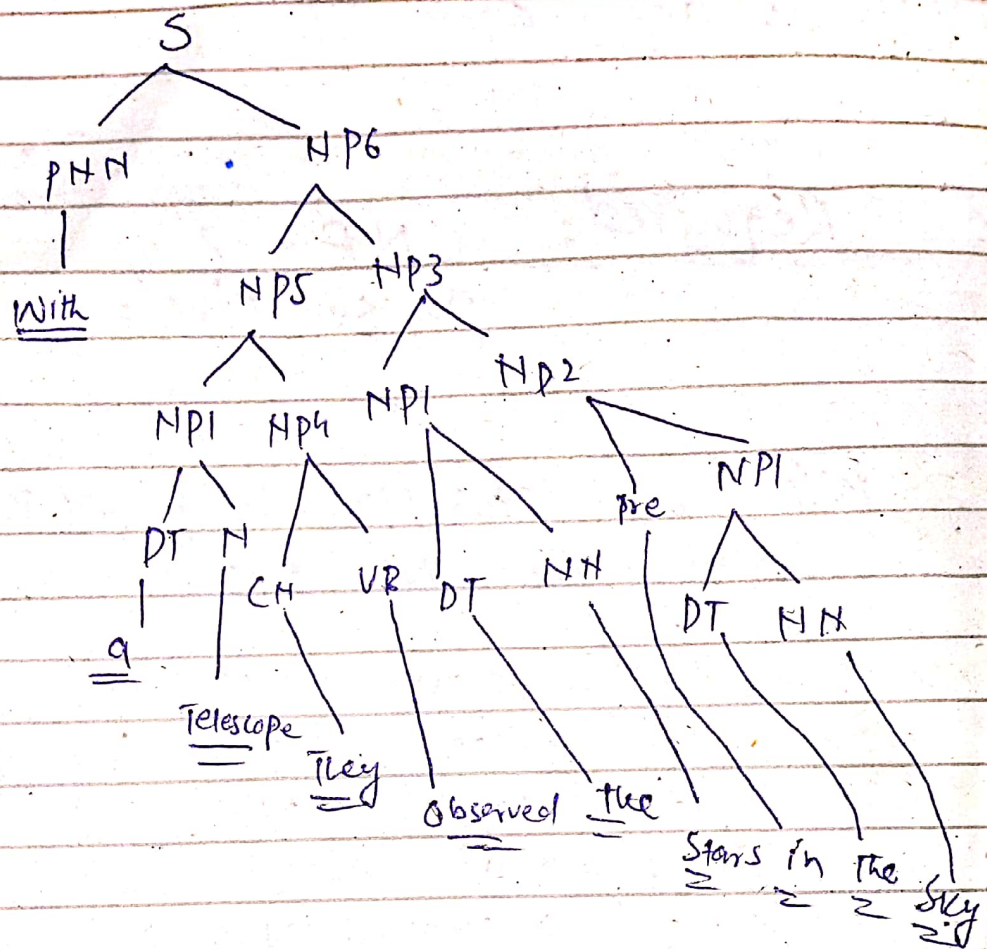 S
PNN NP6
With NP5 NP3
NP1 NP4 NP1 NP2
DT N CH VB DT NN Pre NP1
a DT NN
Telescope
They
Observed the
Stars in The Sky